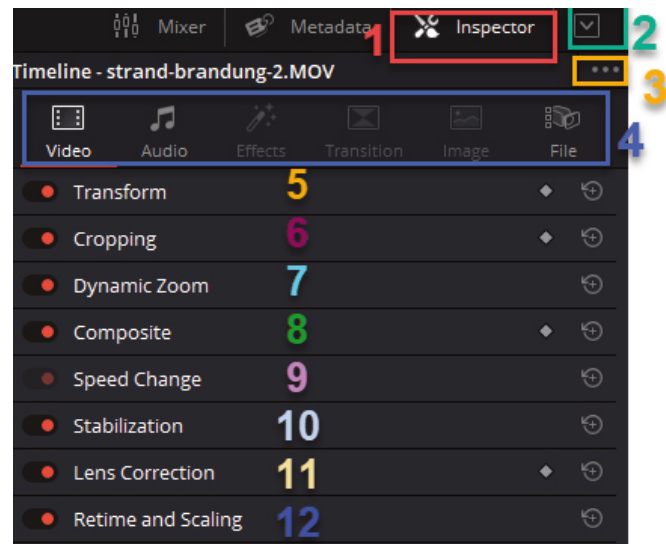 Mixer Metadata 1 Inspector 2
Timeline - strand-brandung-2.MOV 3
Video Audio Effects Transition Image File 4
Transform 5
Cropping 6
Dynamic Zoom 7
Composite 8
Speed Change 9
Stabilization 10
Lens Correction 11
Retime and Scaling 12